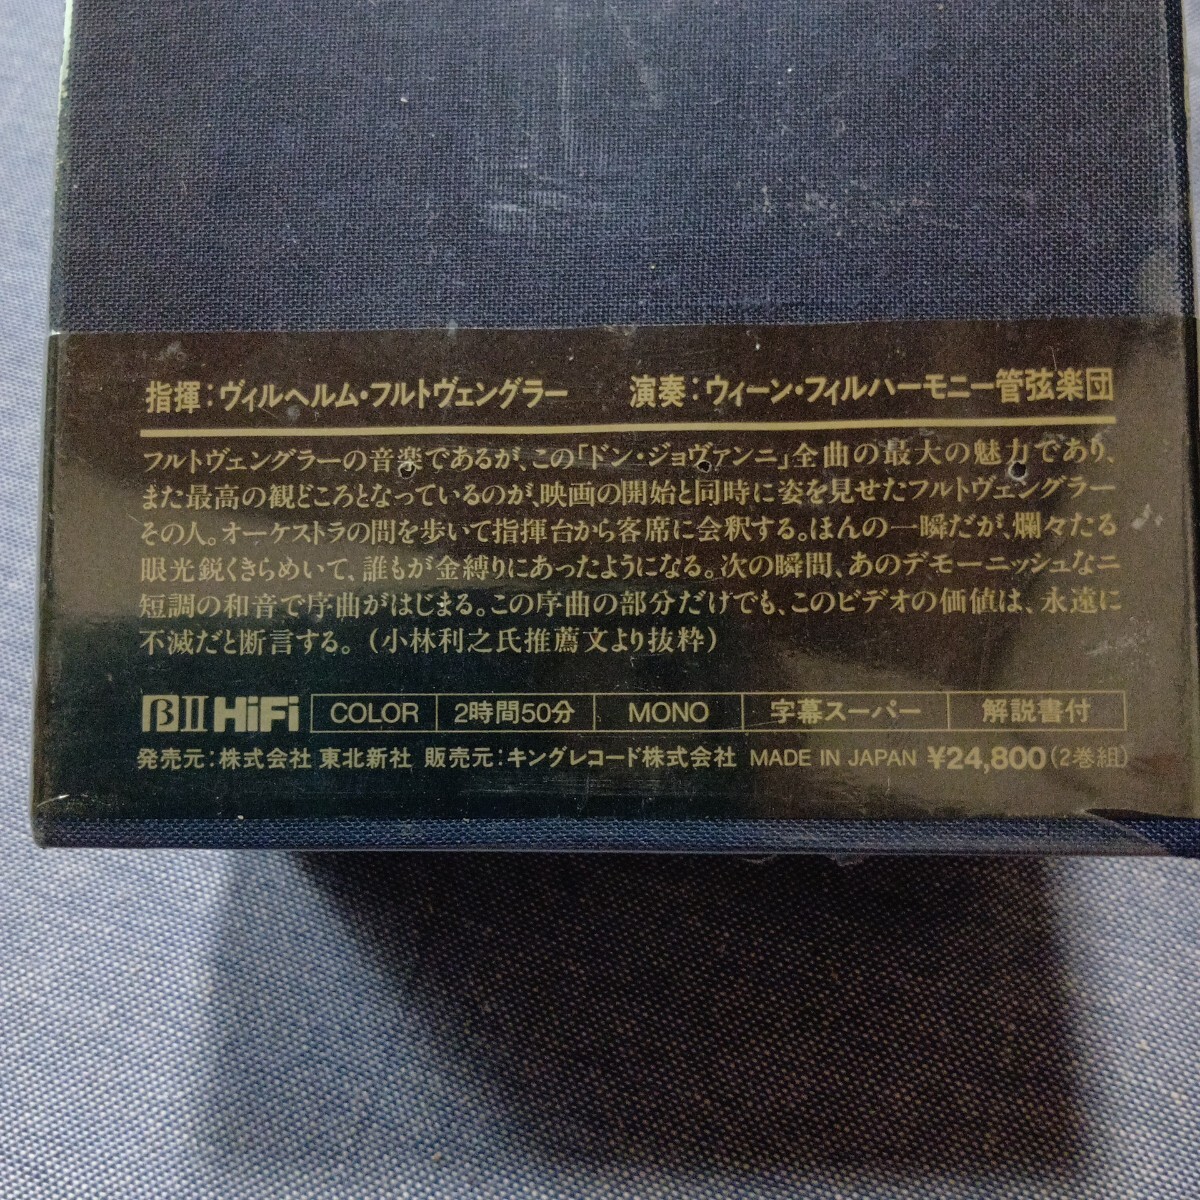 指揮：ヴィルヘルム・フルトヴェングラー　演奏：ウィーン・フィルハーモニー管弦楽団
フルトヴェングラーの音楽であるが、この「ドン・ジョヴァンニ」全曲の最大の魅力であり、
また最高の観どころとなっているのが、映画の開始と同時に姿を見せたフルトヴェングラー
その人。オーケストラの間を歩いて指揮台から客席に会釈する。ほんの一瞬だが、爛々たる
眼光鋭くきらめいて、誰もが金縛りにあったようになる。次の瞬間、あのデモーニッシュなニ
短調の和音で序曲がはじまる。この序曲の部分だけでも、このビデオの価値は、永遠に
不滅だと断言する。（小林利之氏推薦文より抜粋）
βII HiFi COLOR 2時間50分 MONO 字幕スーパー 解説書付
発売元：株式会社 東北新社 販売元：キングレコード株式会社 MADE IN JAPAN ¥24,800（2巻組）